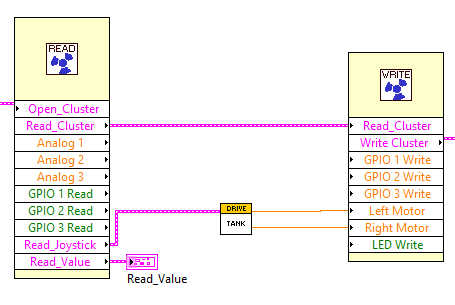 READ
Open_Cluster
Read_Cluster
Analog 1
Analog 2
Analog 3
GPIO 1 Read
GPIO 2 Read
GPIO 3 Read
Read_Joystick
Read_Value
Read_Value
DRIVE
TANK
WRITE
Read_Cluster
Write Cluster
GPIO 1 Write
GPIO 2 Write
GPIO 3 Write
Left Motor
Right Motor
LED Write